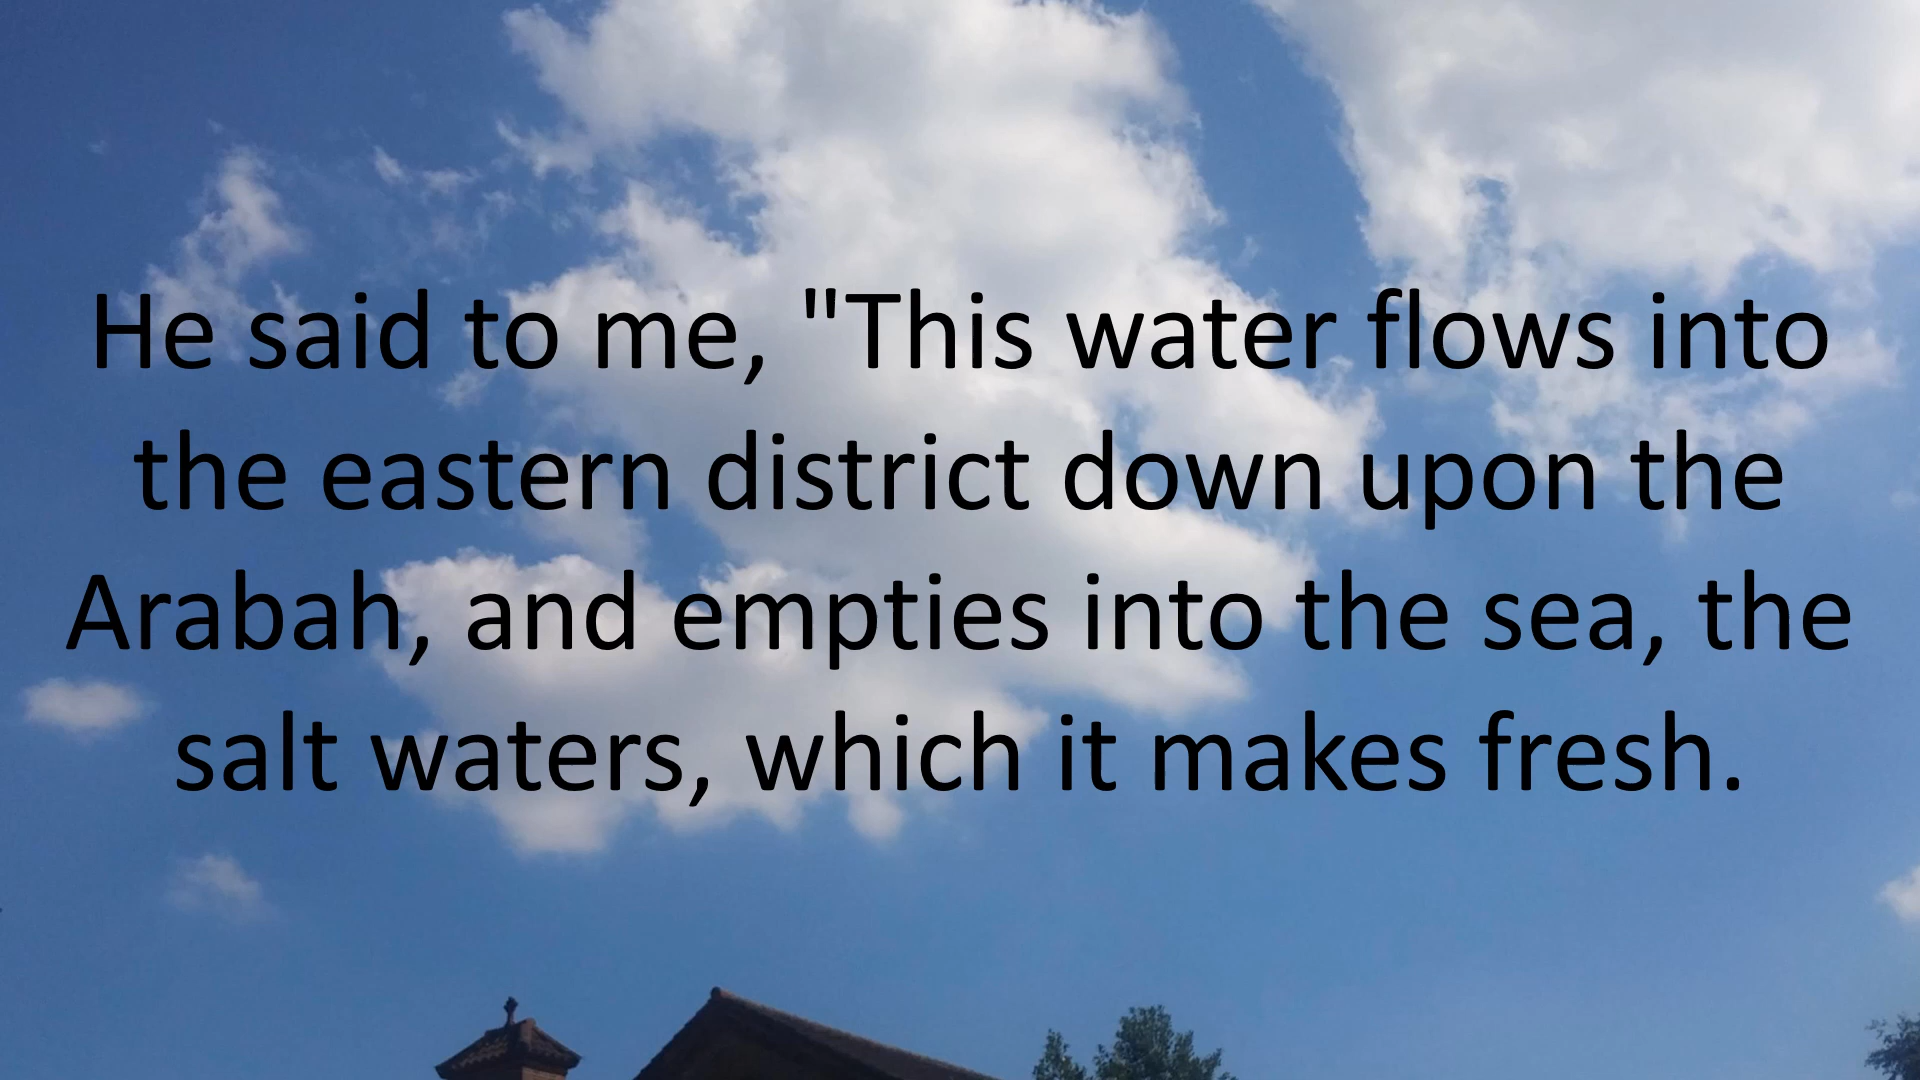 He said to me, "This water flows into
the eastern district down upon the
Arabah, and empties into the sea, the
salt waters, which it makes fresh.